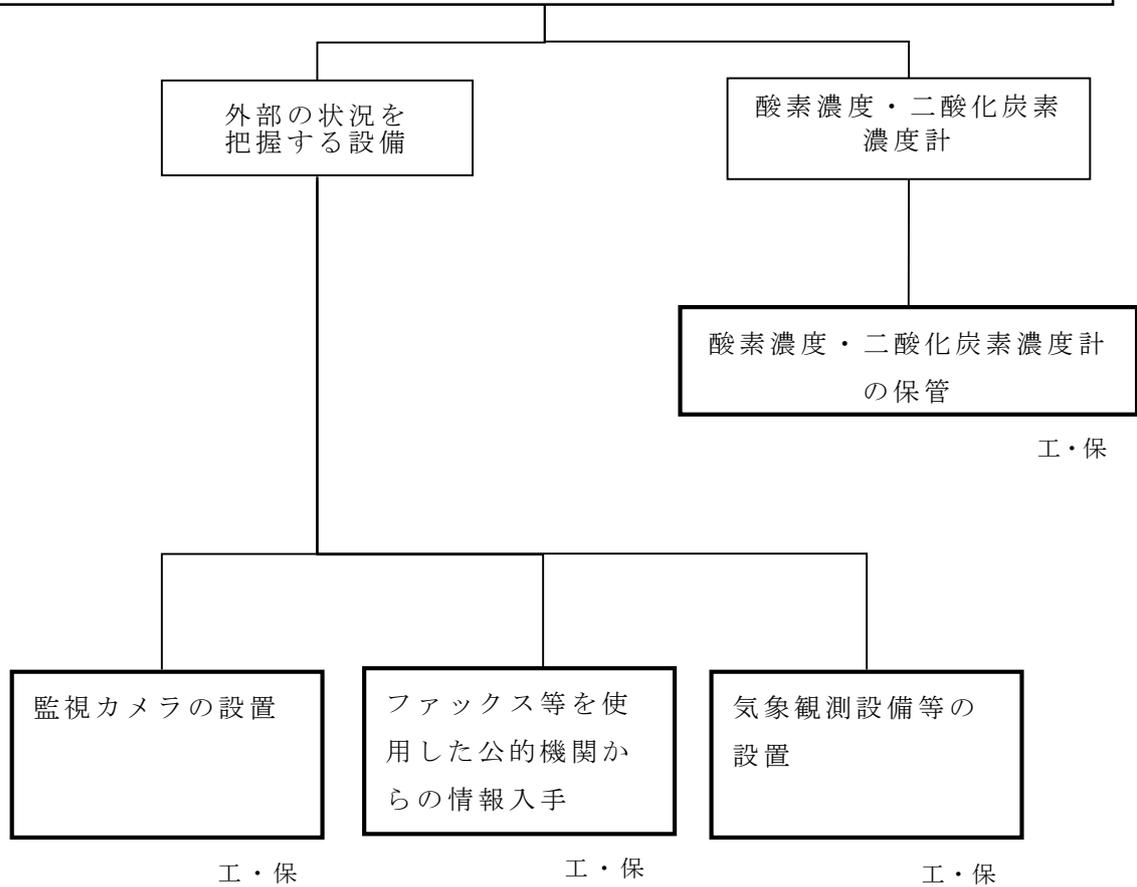 外部の状況を
把握する設備
酸素濃度・二酸化炭素
濃度計
酸素濃度・二酸化炭素濃度計
の保管
工・保
監視カメラの設置
ファックス等を使
用した公的機関か
らの情報入手
気象観測設備等の
設置
工・保
工・保
工・保